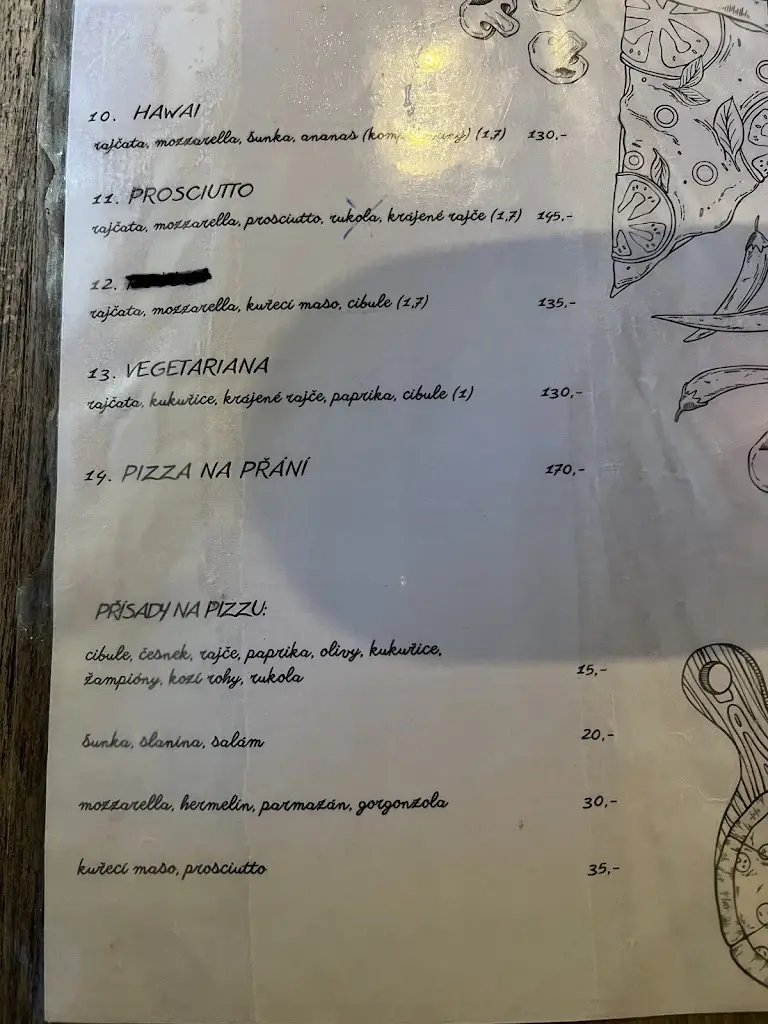 10. HAWAI
rajčata, mozzarella, šunka, ananas (1,7) 130,-
11. PROSCIUTTO
rajčata, mozzarella, prosciutto, rukola, krájené rajče (1,7) 145,-
12.
rajčata, mozzarella, kuřecí maso, cibule (1,7) 135,-
13. VEGETARIANA
rajčata, kukuřice, krájené rajče, paprika, cibule (1) 130,-
14. PIZZA NA PŘÁNÍ 170,-
PŘÍSADY NA PIZZU:
cibule, česnek, rajče, paprika, olivy, kukuřice,
žampióny, kozí rohy, rukola 15,-
šunka, slanina, salám 20,-
mozzarella, hermelín, parmazán, gorgonzola 30,-
kuřecí maso, prosciutto 35,-